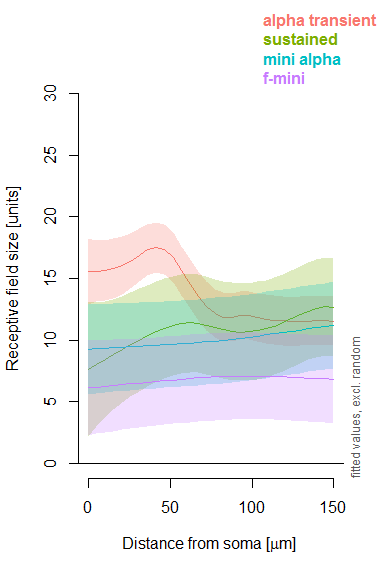 alpha transient
sustained
mini alpha
f-mini
30
25
20
15
10
5
0
Receptive field size [units]
fitted values, excl. random
0 50 100 150
Distance from soma [μm]